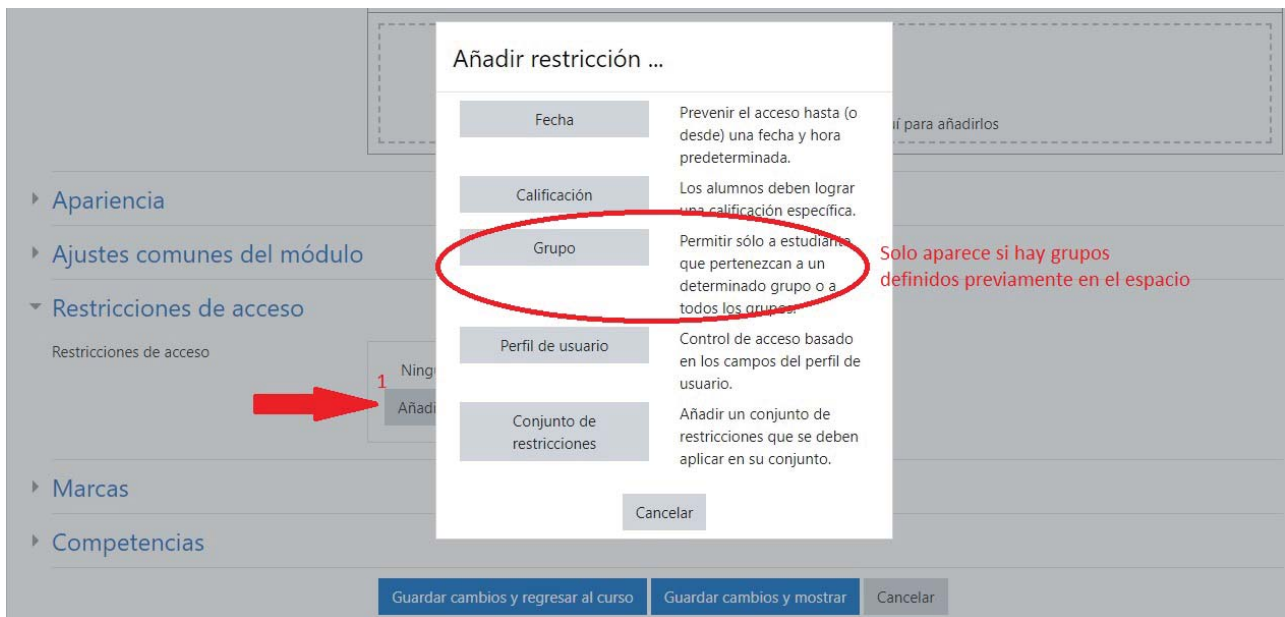 Añadir restricción ...
Fecha
Prevenir el acceso hasta (o
desde) una fecha y hora
predeterminada.
para añadirlos
Calificación
Los alumnos deben lograr
una calificación específica.
Apariencia
Grupo
Permitir sólo a estudiante
que pertenezcan a un
determinado grupo o a
todos los grupos.
Solo aparece si hay grupos
definidos previamente en el espacio
Ajustes comunes del módulo
Restricciones de acceso
Restricciones de acceso
Perfil de usuario
Control de acceso basado
en los campos del perfil de
usuario.
1
Ning
Añadi
Conjunto de
restricciones
Añadir un conjunto de
restricciones que se deben
aplicar en su conjunto.
Marcas
Cancelar
Competencias
Guardar cambios y regresar al curso
Guardar cambios y mostrar
Cancelar